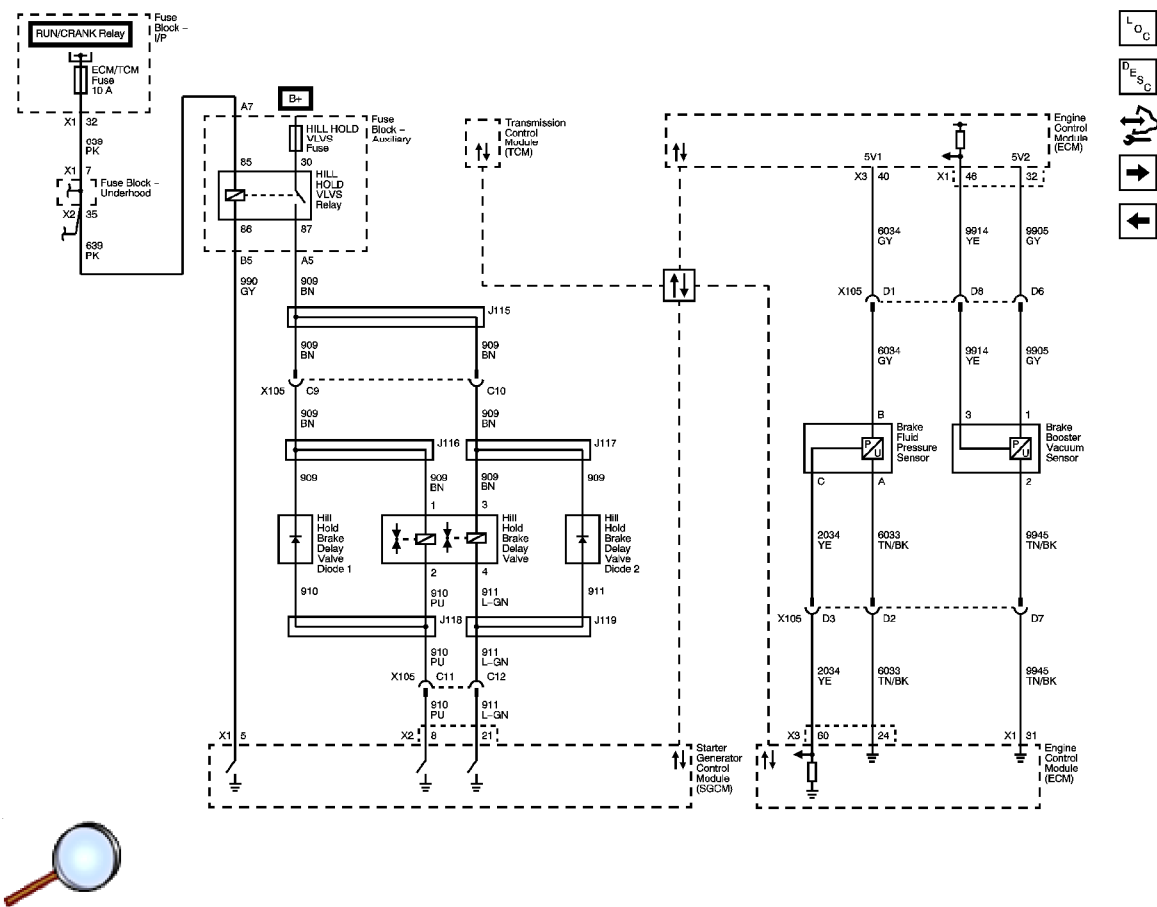 Fuse
Block –
I/P
RUN/CRANK Relay
ECM/TCM
Fuse
10 A
X1 32
639
PK
X1 7
Fuse Block –
Underhood
X2 35
639
PK
A7
B+
HILL HOLD
VLVS
Fuse
Fuse
Block –
Auxiliary
85 30
HILL
HOLD
VLVS
Relay
86 87
B5 A5
990
GY
909
BN
J115
909
BN
909
BN
X105 C9 C10
909
BN
909
BN
J116 J117
909
909
BN
909
BN
909
1 3
Hill
Hold
Brake
Delay
Valve
Diode 1
Hill
Hold
Brake
Delay
Valve
Hill
Hold
Brake
Delay
Valve
Diode 2
2 4
910
910
PU
911
L–GN
911
J118 J119
910
PU
911
L–GN
X105 C11 C12
910
PU
911
L–GN
X1 5 X2 8 21
Starter
Generator
Control
Module
(SGCM)
Transmission
Control
Module
(TCM)
Engine
Control
Module
(ECM)
5V1 5V2
X3 40 X1 46 32
6034
GY
9914
YE
9905
GY
X105 D1 D8 D6
6034
GY
9914
YE
9905
GY
B 3 1
P
U
Brake
Fluid
Pressure
Sensor
P
U
Brake
Booster
Vacuum
Sensor
C A 2
2034
YE
6033
TN/BK
9945
TN/BK
X105 D3 D2 D7
2034
YE
6033
TN/BK
9945
TN/BK
X3 60 24 X1 31
Engine
Control
Module
(ECM)
LOC
DESC